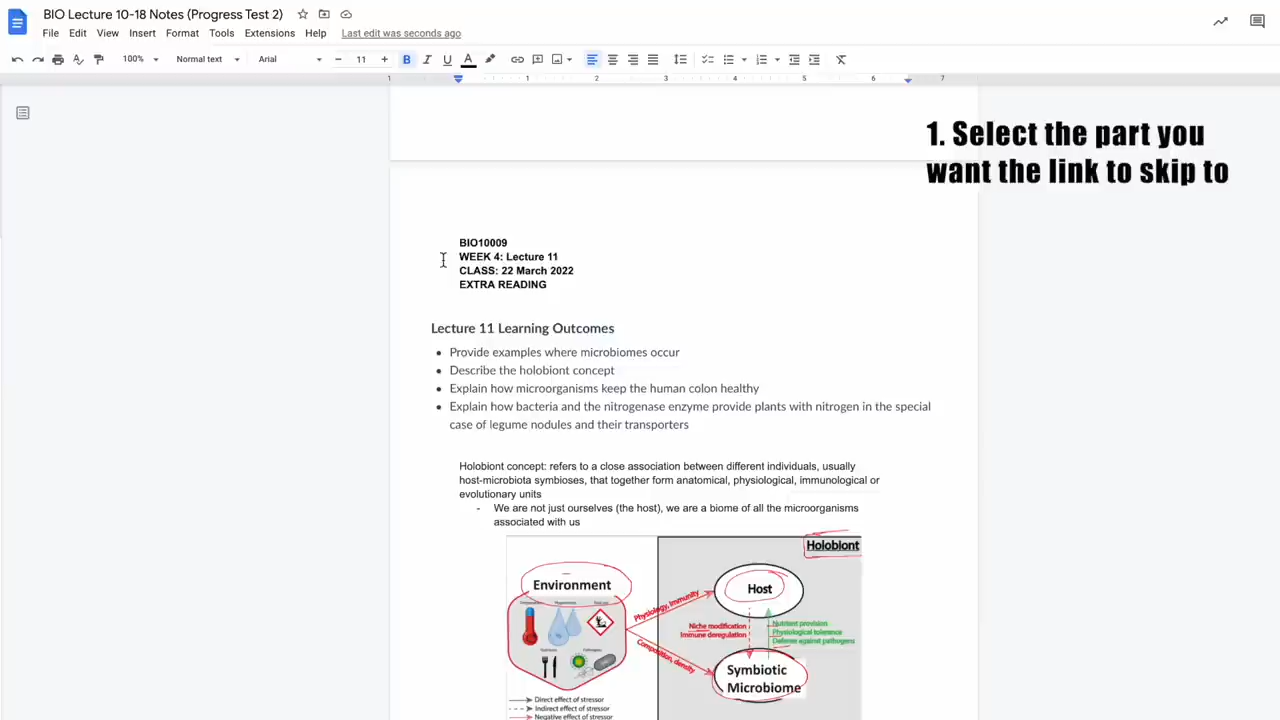 BIO Lecture 10-18 Notes (Progress Test 2)
File Edit View Insert Format Tools Extensions Help Last edit was seconds ago
100% Normal text Arial 11 B I U A
1 1 2 3 4 5 6 7
1. Select the part you
want the link to skip to
BIO10009
WEEK 4: Lecture 11
CLASS: 22 March 2022
EXTRA READING
Lecture 11 Learning Outcomes
• Provide examples where microbiomes occur
• Describe the holobiont concept
• Explain how microorganisms keep the human colon healthy
• Explain how bacteria and the nitrogenase enzyme provide plants with nitrogen in the special
case of legume nodules and their transporters
Holobiont concept: refers to a close association between different individuals, usually
host-microbiota symbioses, that together form anatomical, physiological, immunological or
evolutionary units
- We are not just ourselves (the host), we are a biome of all the microorganisms
associated with us
Holobiont
Environment
Host
Physiology, immunity
Niche modification
Immune deregulation
Nutrient provision
Physiological tolerance
Defense against pathogens
Composition, density
Symbiotic
Microbiome
Direct effect of stressor
Indirect effect of stressor
Negative effect of stressor